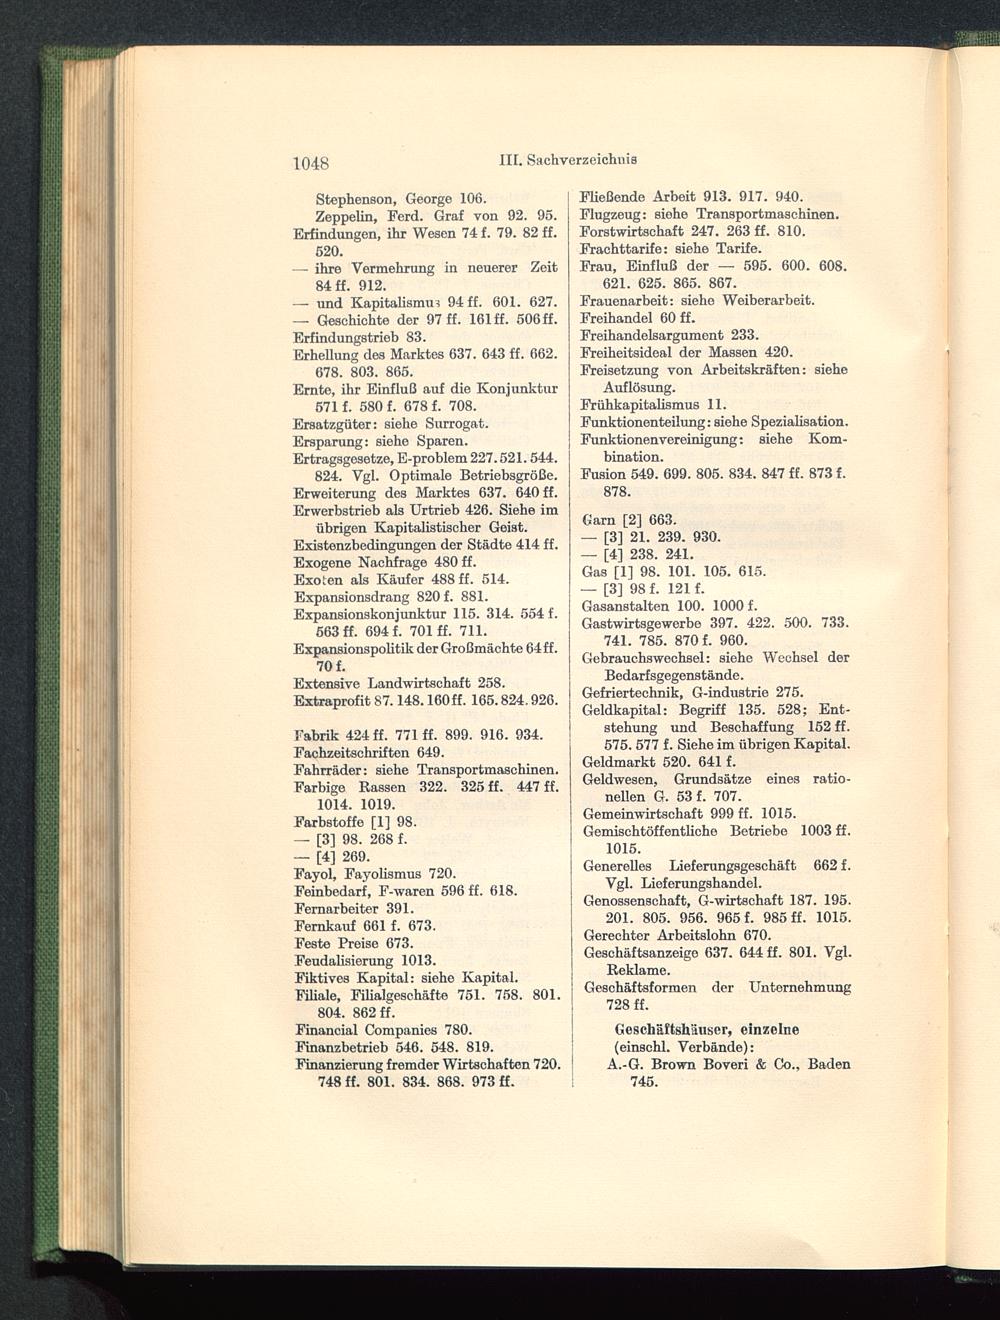 1048
III. Sachverzeichnis
Stephenson, George 106.
Zeppelin, Ferd. Graf von 92. 95.
Erfindungen, ihr Wesen 74 f. 79. 82 ff.
520.
— ihre Vermehrung in neuerer Zeit
84 ff. 912.
— und Kapitalismus 94 ff. 601. 627.
— Geschichte der 97 ff. 161 ff. 506 ff.
Erfindungstrieb 83.
Erhellung des Marktes 637. 643 ff. 662.
678. 803. 865.
Ernte, ihr Einfluß auf die Konjunktur
571 f. 580 f. 678 f. 708.
Ersatzgüter: siehe Surrogat.
Ersparung: siehe Sparen.
Ertragsgesetze, E-problem 227. 521. 544.
824. Vgl. Optimale Betriebsgröße.
Erweiterung des Marktes 637. 640 ff.
Erwerbstrieb als Urtrieb 426. Siehe im
übrigen Kapitalistischer Geist.
Existenzbedingungen der Städte 414 ff.
Exogene Nachfrage 480 ff.
Exoten als Käufer 488 ff. 514.
Expansionsdrang 820 f. 881.
Expansionskonjunktur 115. 314. 554 f.
563 ff. 694 f. 701 ff. 711.
Expansionspolitik der Großmächte 64 ff.
70 f.
Extensive Landwirtschaft 258.
Extraprofit 87. 148. 160 ff. 165. 824. 926.
Fabrik 424 ff. 771 ff. 899. 916. 934.
Fachzeitschriften 649.
Fahrräder: siehe Transportmaschinen.
Farbige Rassen 322. 325 ff. 447 ff.
1014. 1019.
Farbstoffe [1] 98.
— [3] 98. 268 f.
— [4] 269.
Fayol, Fayolismus 720.
Feinbedarf, F-waren 596 ff. 618.
Fernarbeiter 391.
Fernkauf 661 f. 673.
Feste Preise 673.
Feudalisierung 1013.
Fiktives Kapital: siehe Kapital.
Filiale, Filialgeschäfte 751. 758. 801.
804. 862 ff.
Financial Companies 780.
Finanzbetrieb 546. 548. 819.
Finanzierung fremder Wirtschaften 720.
748 ff. 801. 834. 868. 973 ff.
Fließende Arbeit 913. 917. 940.
Flugzeug: siehe Transportmaschinen.
Forstwirtschaft 247. 263 ff. 810.
Frachttarife: siehe Tarife.
Frau, Einfluß der — 595. 600. 608.
621. 625. 865. 867.
Frauenarbeit: siehe Weiberarbeit.
Freihandel 60 ff.
Freihandelsargument 233.
Freiheitsideal der Massen 420.
Freisetzung von Arbeitskräften: siehe
Auflösung.
Frühkapitalismus 11.
Funktionenteilung: siehe Spezialisation.
Funktionenvereinigung: siehe Kom-
bination.
Fusion 549. 699. 805. 834. 847 ff. 873 f.
878.
Garn [2] 663.
— [3] 21. 239. 930.
— [4] 238. 241.
Gas [1] 98. 101. 105. 615.
— [3] 98 f. 121 f.
Gasanstalten 100. 1000 f.
Gastwirtsgewerbe 397. 422. 500. 733.
741. 785. 870 f. 960.
Gebrauchswechsel: siehe Wechsel der
Bedarfsgegenstände.
Gefriertechnik, G-industrie 275.
Geldkapital: Begriff 135. 528; Ent-
stehung und Beschaffung 152 ff.
575. 577 f. Siehe im übrigen Kapital.
Geldmarkt 520. 641 f.
Geldwesen, Grundsätze eines ratio-
nellen G. 53 f. 707.
Gemeinwirtschaft 999 ff. 1015.
Gemischtöffentliche Betriebe 1003 ff.
1015.
Generelles Lieferungsgeschäft 662 f.
Vgl. Lieferungshandel.
Genossenschaft, G-wirtschaft 187. 195.
201. 805. 956. 965 f. 985 ff. 1015.
Gerechter Arbeitslohn 670.
Geschäftsanzeige 637. 644 ff. 801. Vgl.
Reklame.
Geschäftsformen der Unternehmung
728 ff.
Geschäftshäuser, einzelne
(einschl. Verbände):
A.-G. Brown Boveri & Co., Baden
745.